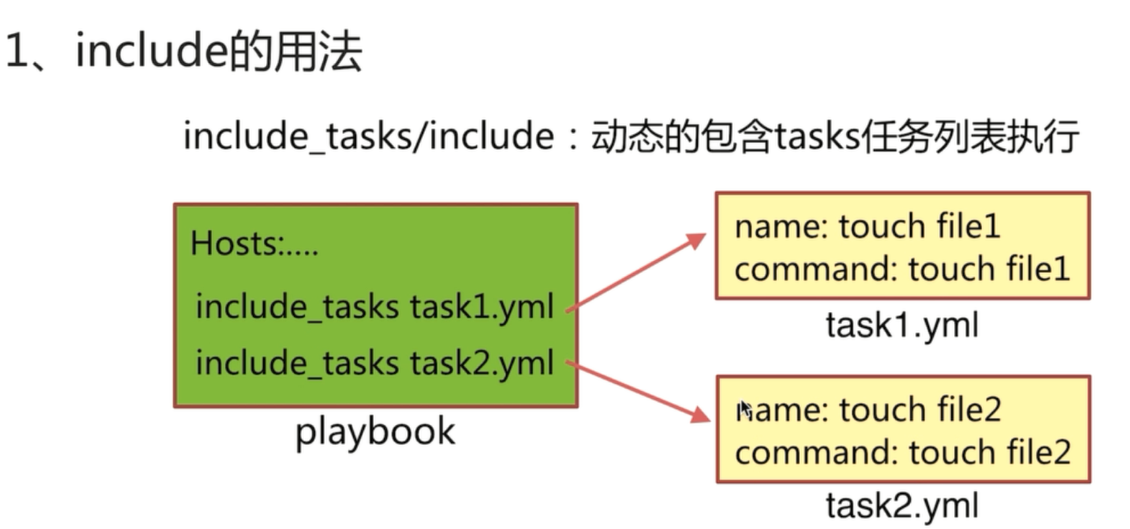 1、include的用法
include_tasks/include：动态的包含tasks任务列表执行
Hosts:....
include_tasks task1.yml
include_tasks task2.yml
playbook
name: touch file1
command: touch file1
task1.yml
name: touch file2
command: touch file2
task2.yml